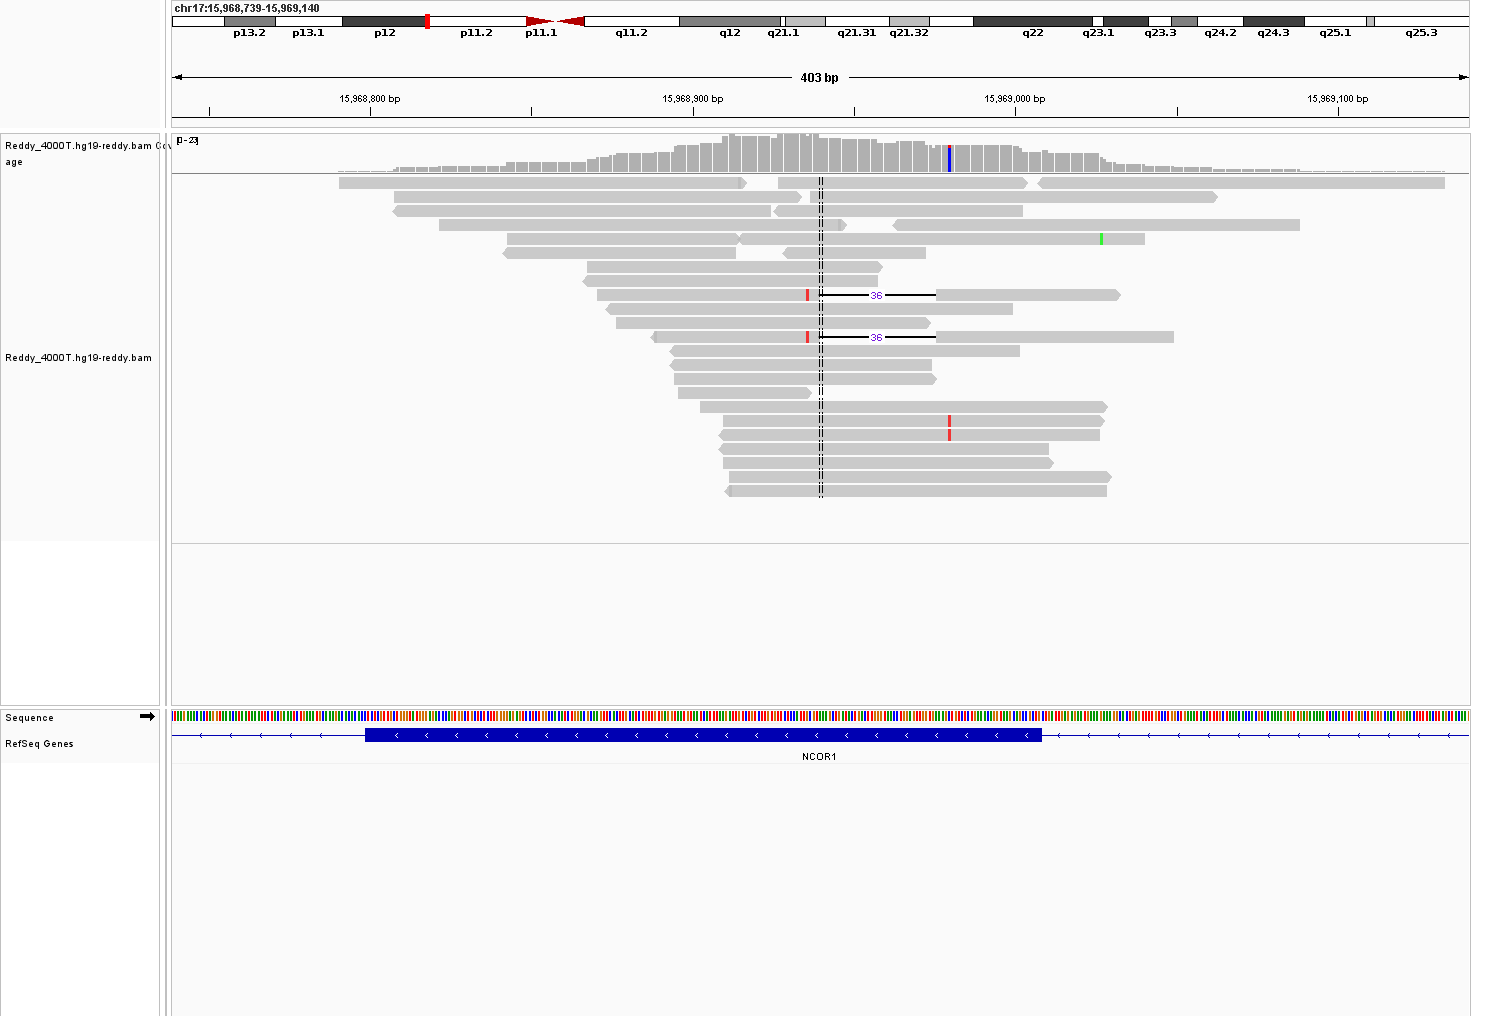 chr17:15,968,739-15,969,140
p13.2 p13.1 p12 p11.2 p11.1 q11.2 q12 q21.1 q21.31 q21.32 q22 q23.1 q23.3 q24.2 q24.3 q25.1 q25.3
403 bp
15,968,800 bp 15,968,900 bp 15,969,000 bp 15,969,100 bp
Reddy_4000T.hg19-reddy.bam Cov
age
[0-23]
36
36
Reddy_4000T.hg19-reddy.bam
Sequence
RefSeq Genes
NCOR1